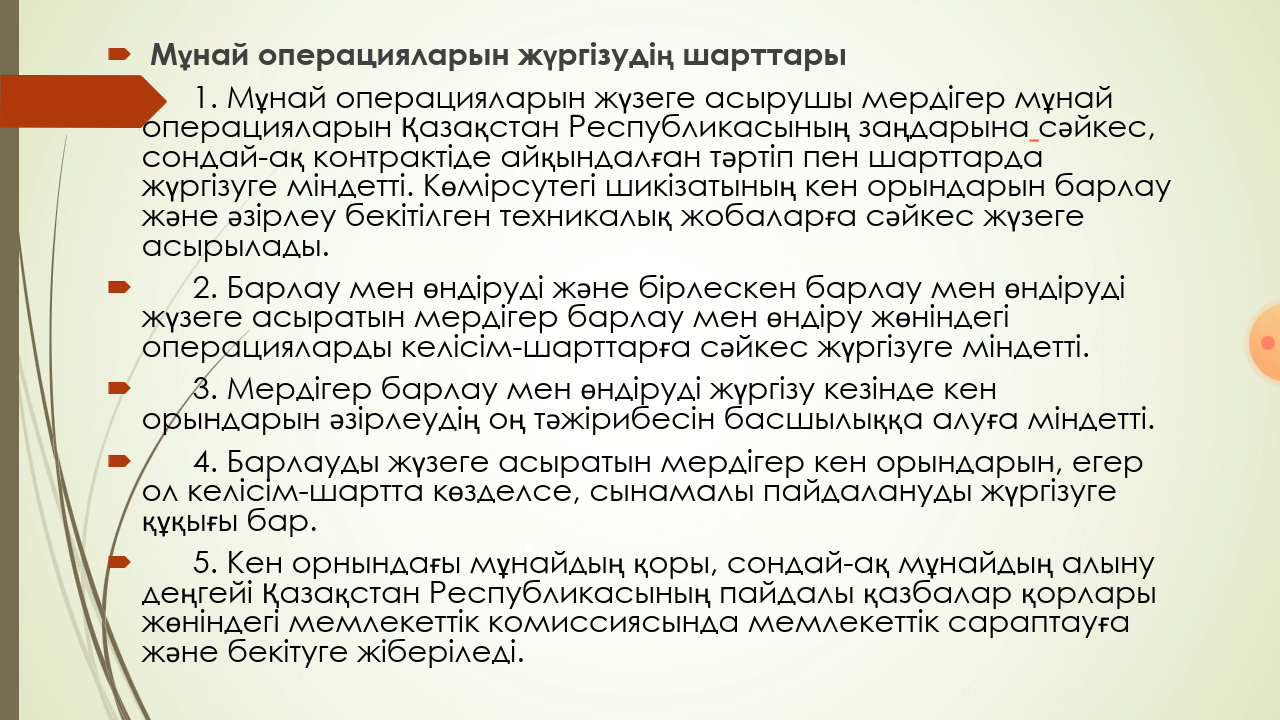 Мұнай операцияларын жүргізудің шарттары
1. Мұнай операцияларын жүзеге асырушы мердігер мұнай
операцияларын Қазақстан Республикасының заңдарына сәйкес,
сондай-ақ контрактіде айқындалған тәртіп пен шарттарда
жүргізуге міндетті. Көмірсутегі шикізатының кен орындарын барлау
және әзірлеу бекітілген техникалық жобаларға сәйкес жүзеге
асырылады.
2. Барлау мен өндіруді және бірлескен барлау мен өндіруді
жүзеге асыратын мердігер барлау мен өндіру жөніндегі
операцияларды келісім-шарттарға сәйкес жүргізуге міндетті.
3. Мердігер барлау мен өндіруді жүргізу кезінде кен
орындарын әзірлеудің оң тәжірибесін басшылыққа алуға міндетті.
4. Барлауды жүзеге асыратын мердігер кен орындарын, егер
ол келісім-шартта көзделсе, сынамалы пайдалануды жүргізуге
құқығы бар.
5. Кен орнындағы мұнайдың қоры, сондай-ақ мұнайдың алыну
деңгейі Қазақстан Республикасының пайдалы қазбалар қорлары
жөніндегі мемлекеттік комиссиясында мемлекеттік сараптауға
және бекітуге жіберіледі.